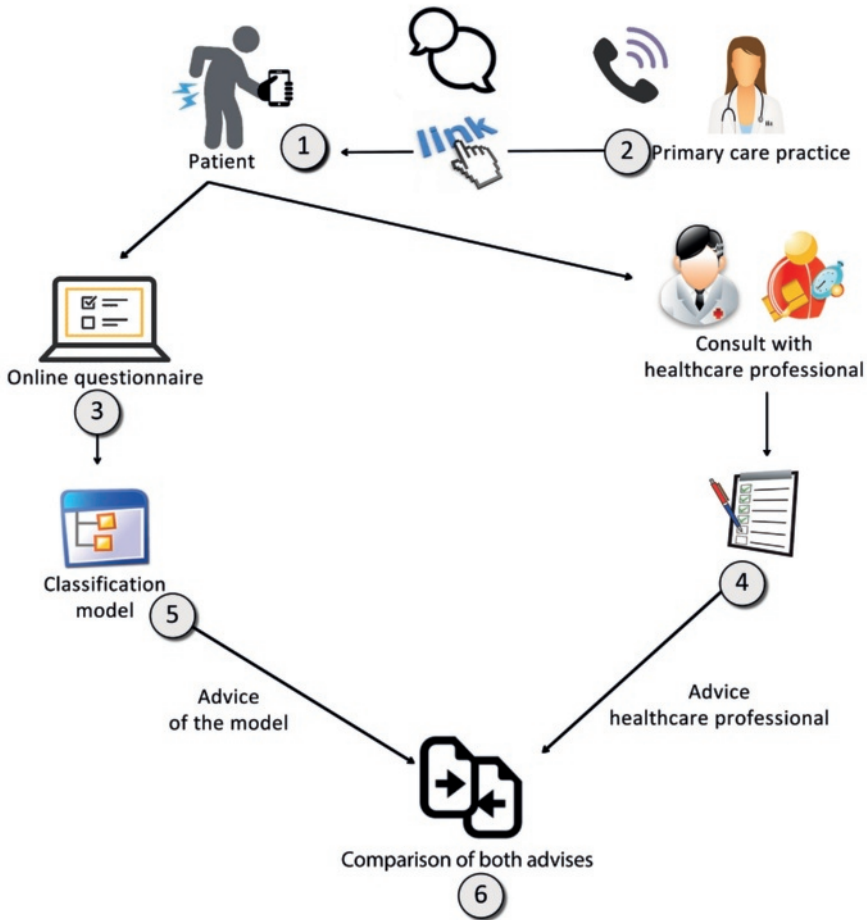 link
1
2
Patient
Primary care practice
Online questionnaire
3
Consult with
healthcare professional
Classification
model
5
4
Advice
of the model
Advice
healthcare professional
Comparison of both advises
6